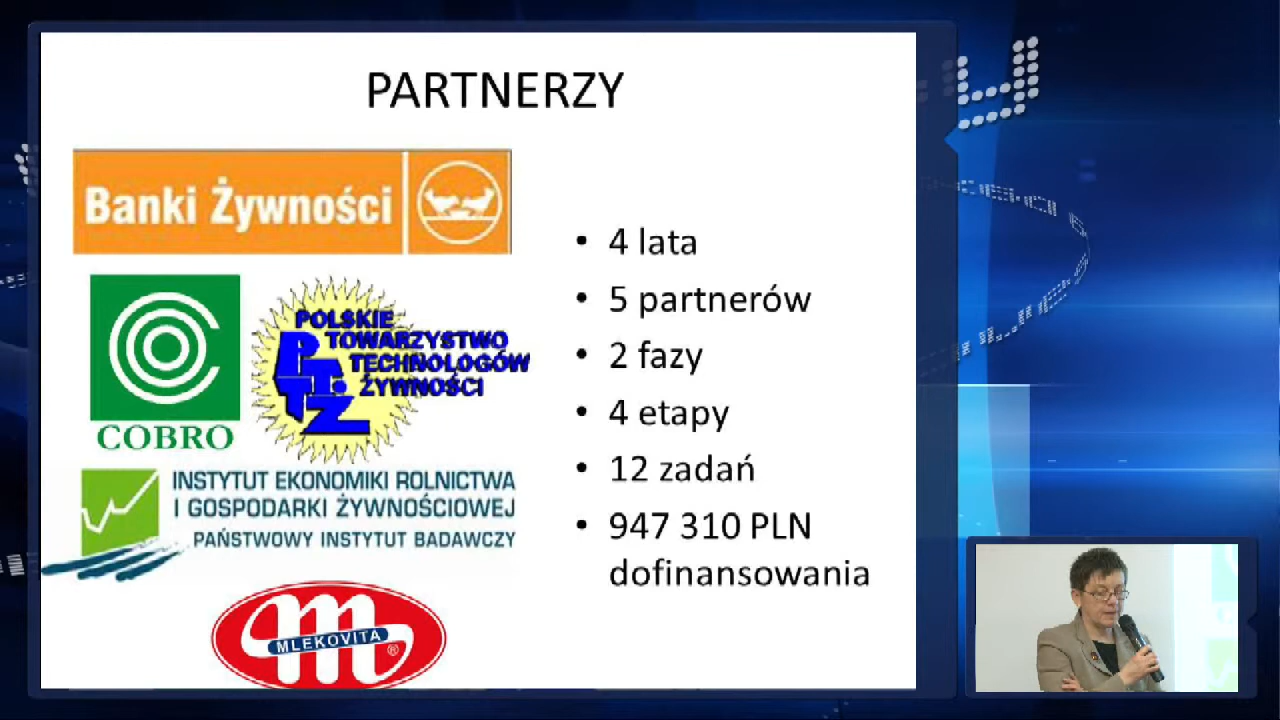 PARTNERZY
Banki Żywności
COBRO
POLSKIE
TOWARZYSTWO
TECHNOLOGÓW
ŻYWNOŚCI
PTTŻ
INSTYTUT EKONOMIKI ROLNICTWA
I GOSPODARKI ŻYWNOŚCIOWEJ
PAŃSTWOWY INSTYTUT BADAWCZY
m
MLEKOVITA ®
• 4 lata
• 5 partnerów
• 2 fazy
• 4 etapy
• 12 zadań
• 947 310 PLN
dofinansowania